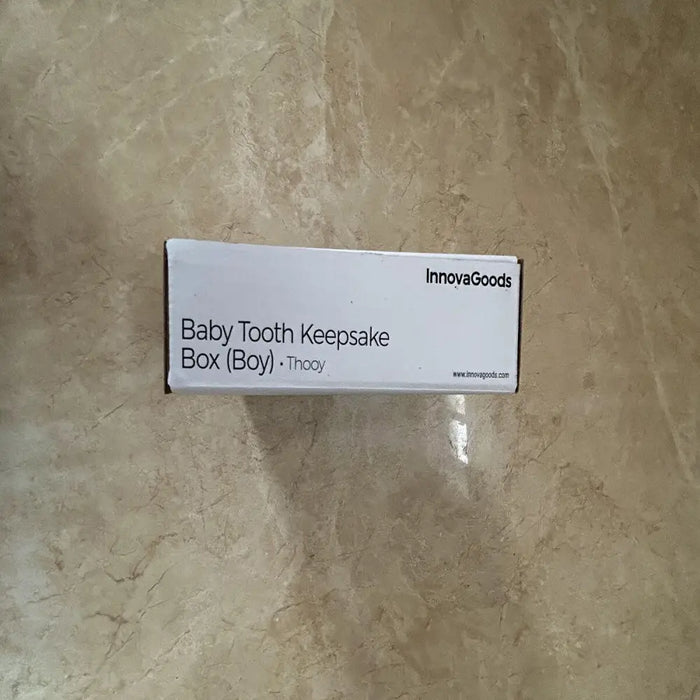 InnovaGoods
Baby Tooth Keepsake
Box (Boy) • Thooy
www.innovagoods.com